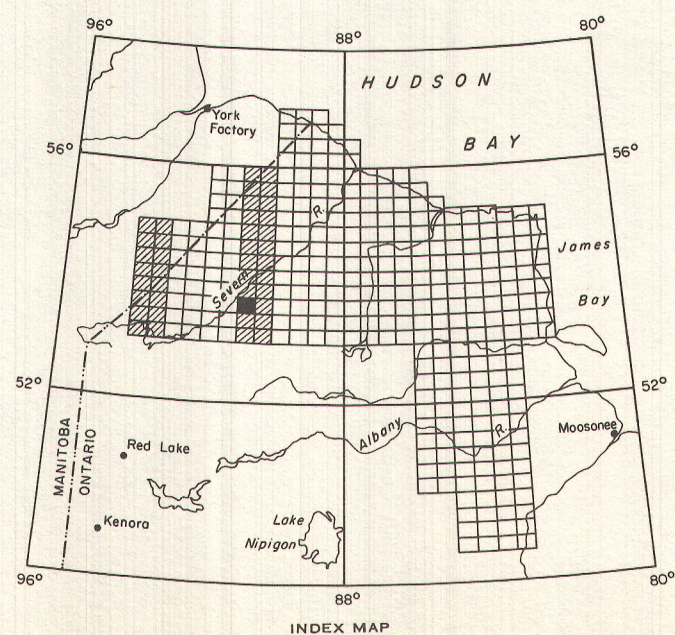 96°
88°
80°
HUDSON
BAY
York
Factory
56°
56°
R.
Severn
James
Bay
52°
52°
MANITOBA
ONTARIO
Red Lake
Albany
R.
Moosonee
Kenora
Lake
Nipigon
96°
88°
80°
INDEX MAP